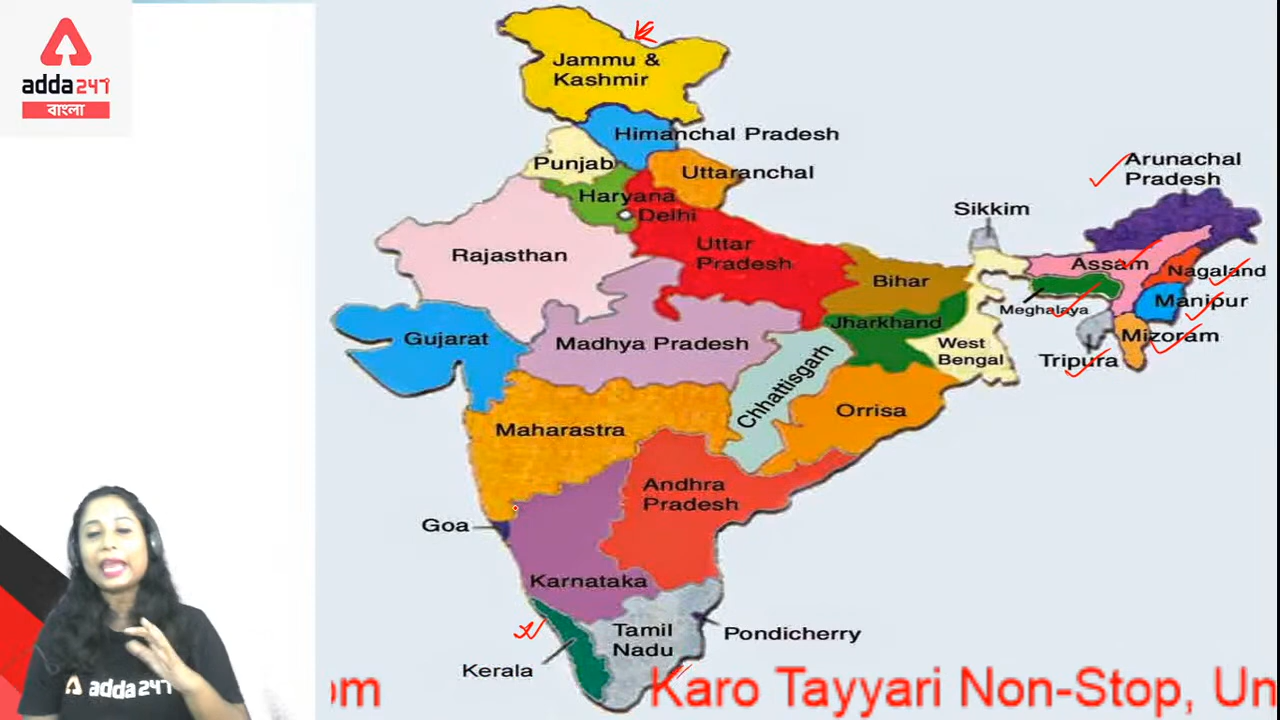 adda247
বাংলা
Jammu &
Kashmir
Himanchal Pradesh
Punjab
Uttaranchal
Haryana
Delhi
Arunachal
Pradesh
Sikkim
Rajasthan
Uttar
Pradesh
Bihar
Assam
Nagaland
Meghalaya
Manipur
Jharkhand
Gujarat
Madhya Pradesh
West
Bengal
Mizoram
Tripura
Chhattisgarh
Orrisa
Maharastra
Andhra
Pradesh
Goa
Karnataka
Tamil
Nadu
Pondicherry
Kerala
adda247
om
Karo Tayyari Non-Stop, Un